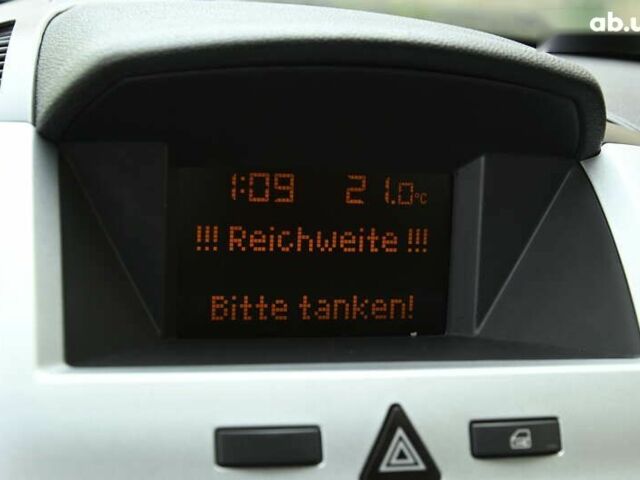 ab.u
1:09 21.0°C
!!! Reichweite !!!
Bitte tanken!